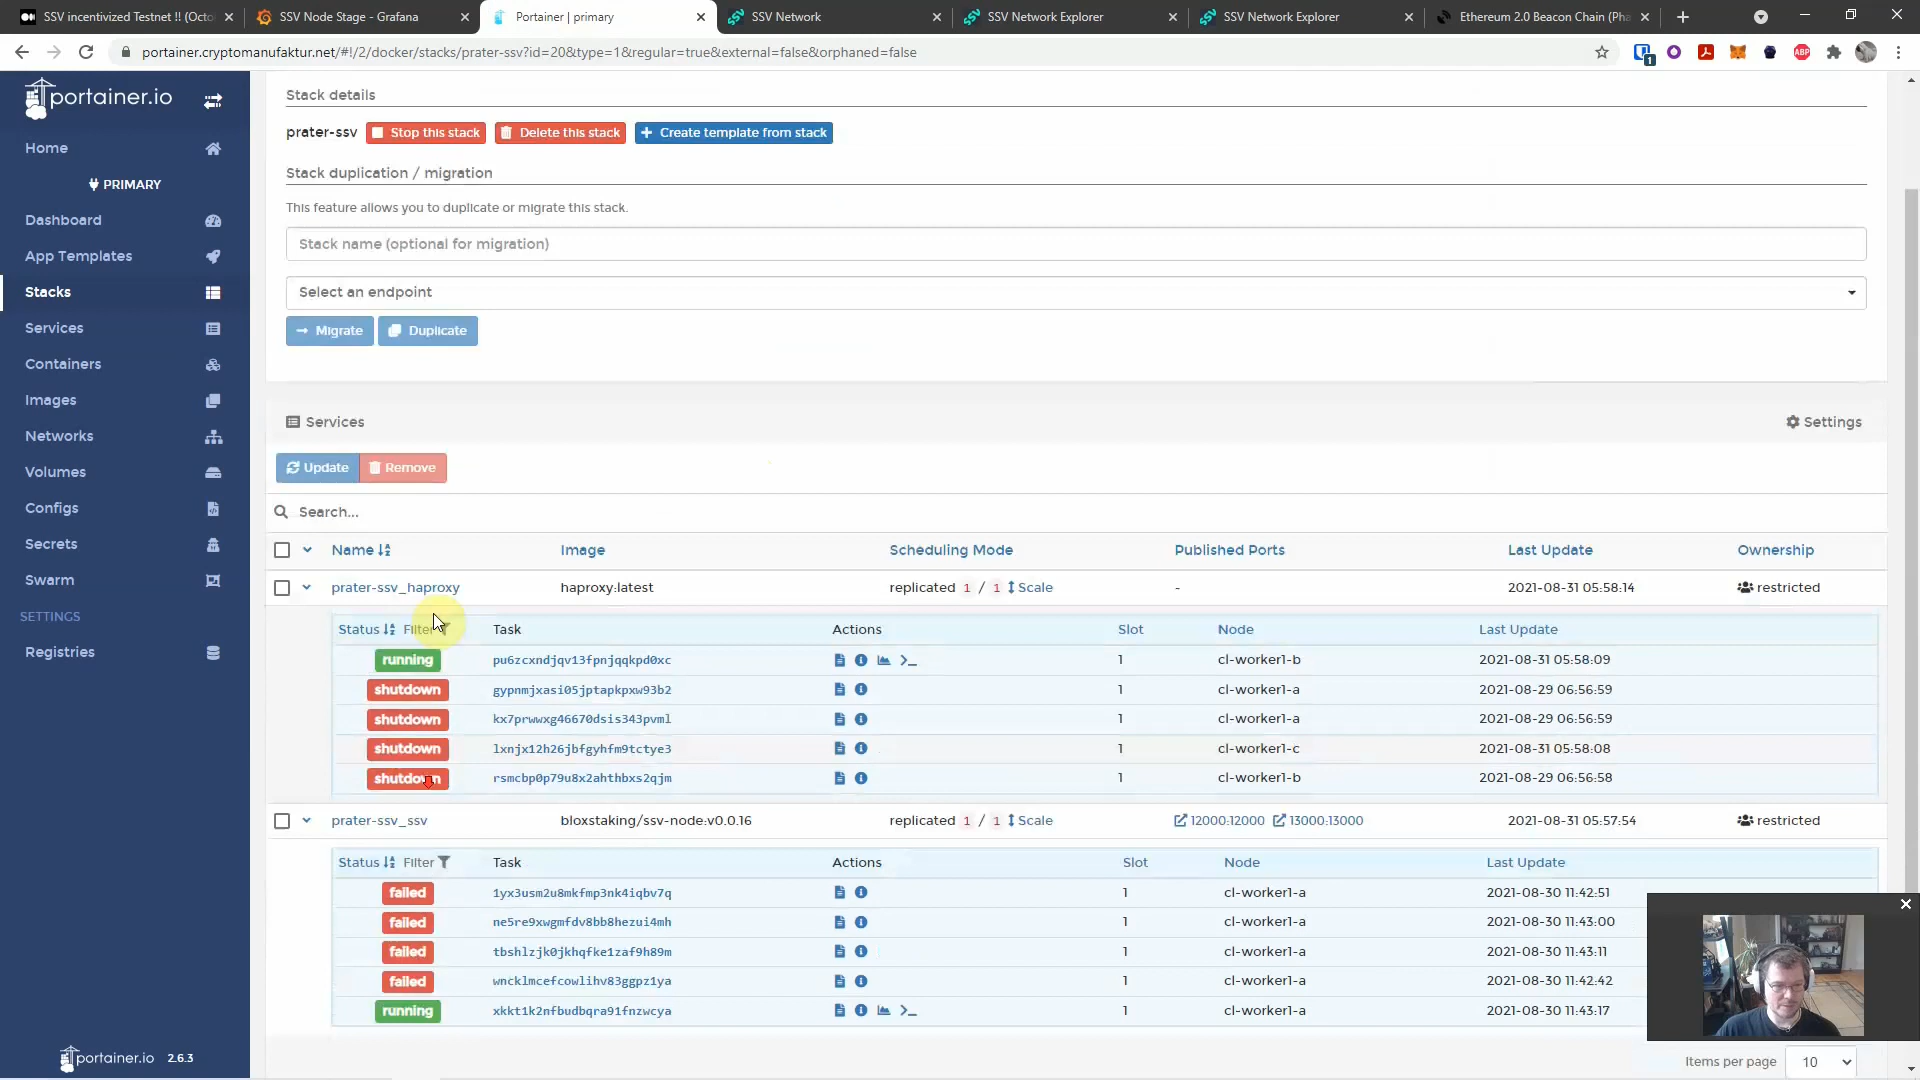 SSV incentivized Testnet !! (Octo
SSV Node Stage - Grafana
Portainer | primary
SSV Network
SSV Network Explorer
SSV Network Explorer
Ethereum 2.0 Beacon Chain (Pha
portainer.cryptomanufaktur.net/#!/2/docker/stacks/prater-ssv?id=20&type=1&regular=true&external=false&orphaned=false
1
ABP
portainer.io
Home
PRIMARY
Dashboard
App Templates
Stacks
Services
Containers
Images
Networks
Volumes
Configs
Secrets
Swarm
SETTINGS
Registries
portainer.io 2.6.3
Stack details
prater-ssv Stop this stack Delete this stack Create template from stack
Stack duplication / migration
This feature allows you to duplicate or migrate this stack.
Stack name (optional for migration)
Select an endpoint
Migrate Duplicate
Services Settings
Update Remove
Search...
Name Image Scheduling Mode Published Ports Last Update Ownership
prater-ssv_haproxy haproxy:latest replicated 1 / 1 Scale - 2021-08-31 05:58:14 restricted
Status Filter Task Actions Slot Node Last Update
running pu6zcxndjqv13fpnjqqkpd0xc 1 cl-worker1-b 2021-08-31 05:58:09
shutdown gypnmjxasi05jptapkpxw93b2 1 cl-worker1-a 2021-08-29 06:56:59
shutdown kx7prwwxg46670dsis343pvml 1 cl-worker1-a 2021-08-29 06:56:59
shutdown lxnjx12h26jbfgyhfm9tctye3 1 cl-worker1-c 2021-08-31 05:58:08
shutdown rsmcbp0p79u8x2ahthbxs2qjm 1 cl-worker1-b 2021-08-29 06:56:58
prater-ssv_ssv bloxstaking/ssv-node:v0.0.16 replicated 1 / 1 Scale 12000:12000 13000:13000 2021-08-31 05:57:54 restricted
Status Filter Task Actions Slot Node Last Update
failed 1yx3usm2u8mkfmp3nk4iqbv7q 1 cl-worker1-a 2021-08-30 11:42:51
failed ne5re9xwgmfdv8bb8hezui4mh 1 cl-worker1-a 2021-08-30 11:43:00
failed tbshlzjk0jkhqfke1zaf9h89m 1 cl-worker1-a 2021-08-30 11:43:11
failed wncklmcefcowlihv83ggpz1ya 1 cl-worker1-a 2021-08-30 11:42:42
running xkkt1k2nfbudbqra91fnzwcya 1 cl-worker1-a 2021-08-30 11:43:17
Items per page 10